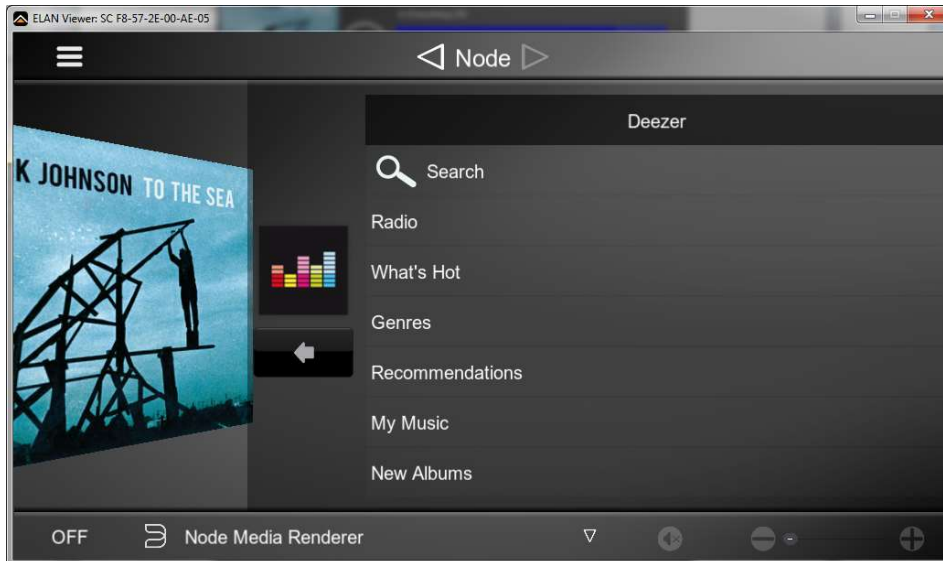 ELAN Viewer: SC F8-57-2E-00-AE-05
Node
Deezer
K JOHNSON TO THE SEA
Search
Radio
What's Hot
Genres
Recommendations
My Music
New Albums
OFF
Node Media Renderer